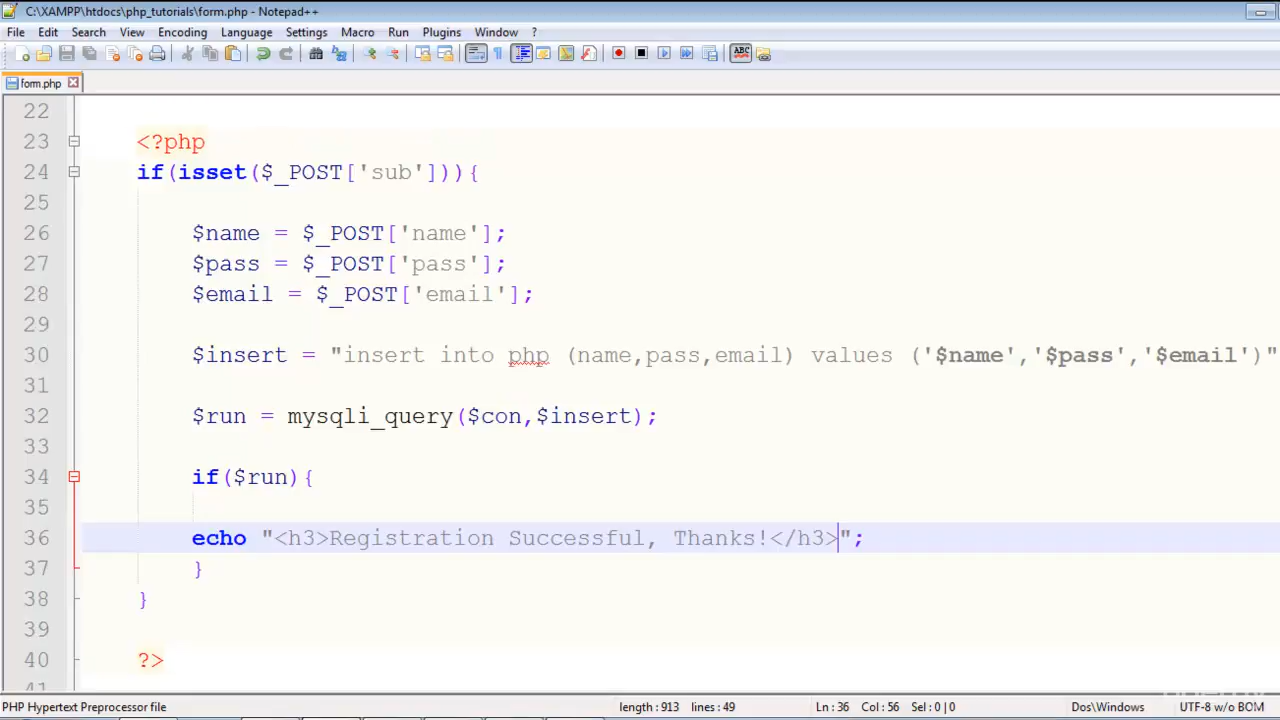 C:\XAMPP\htdocs\php_tutorials\form.php - Notepad++
File Edit Search View Encoding Language Settings Macro Run Plugins Window ?
ABC
form.php
22
23 <?php
24 if(isset($_POST['sub'])){
25
26 $name = $_POST['name'];
27 $pass = $_POST['pass'];
28 $email = $_POST['email'];
29
30 $insert = "insert into php (name,pass,email) values ('$name','$pass','$email')"
31
32 $run = mysqli_query($con,$insert);
33
34 if($run){
35
36 echo "<h3>Registration Successful, Thanks!</h3>";
37 }
38 }
39
40 ?>
41
PHP Hypertext Preprocessor file length : 913 lines : 49 Ln : 36 Col : 56 Sel : 0 | 0 Dos\Windows UTF-8 w/o BOM